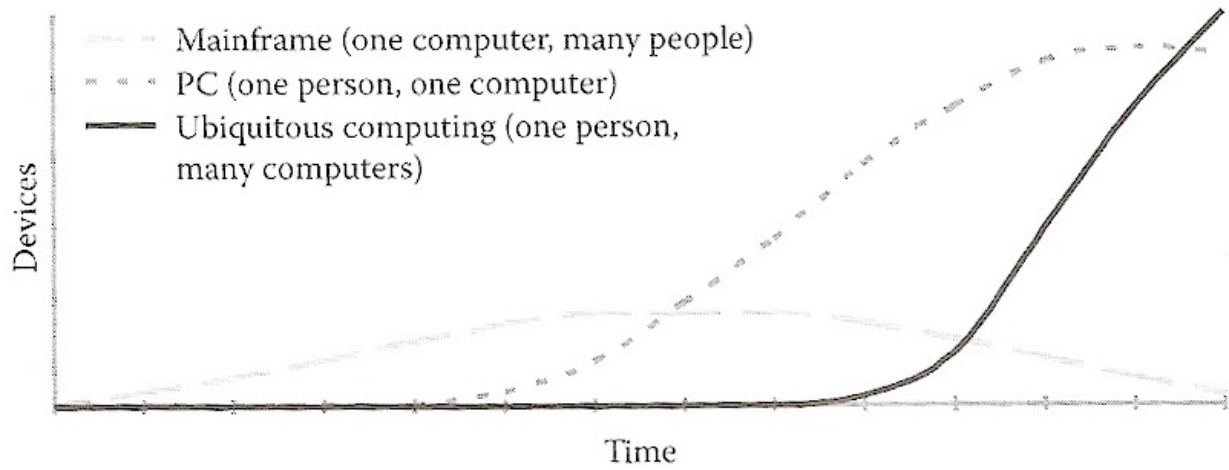 Mainframe (one computer, many people)
PC (one person, one computer)
Ubiquitous computing (one person,
many computers)
Devices
Time